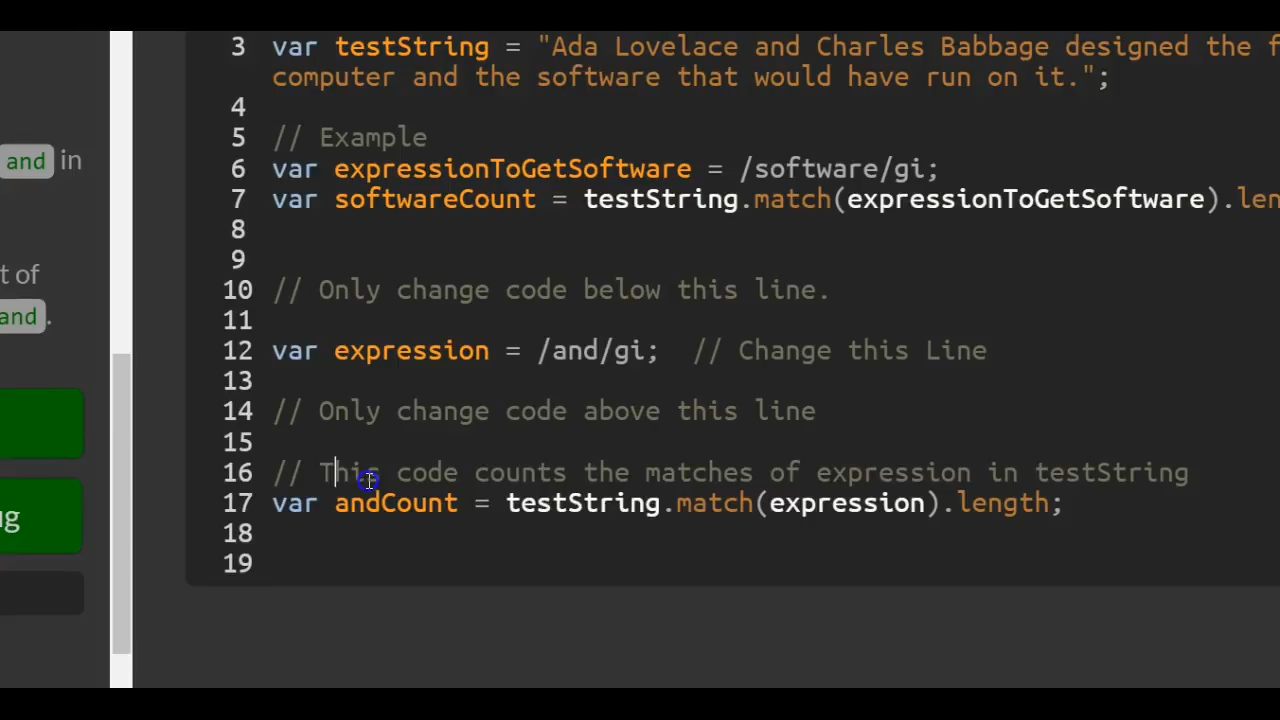 and in
t of
and.
ug
3 var testString = "Ada Lovelace and Charles Babbage designed the f
computer and the software that would have run on it.";
4
5 // Example
6 var expressionToGetSoftware = /software/gi;
7 var softwareCount = testString.match(expressionToGetSoftware).len
8
9
10 // Only change code below this line.
11
12 var expression = /and/gi;  // Change this Line
13
14 // Only change code above this line
15
16 // This code counts the matches of expression in testString
17 var andCount = testString.match(expression).length;
18
19